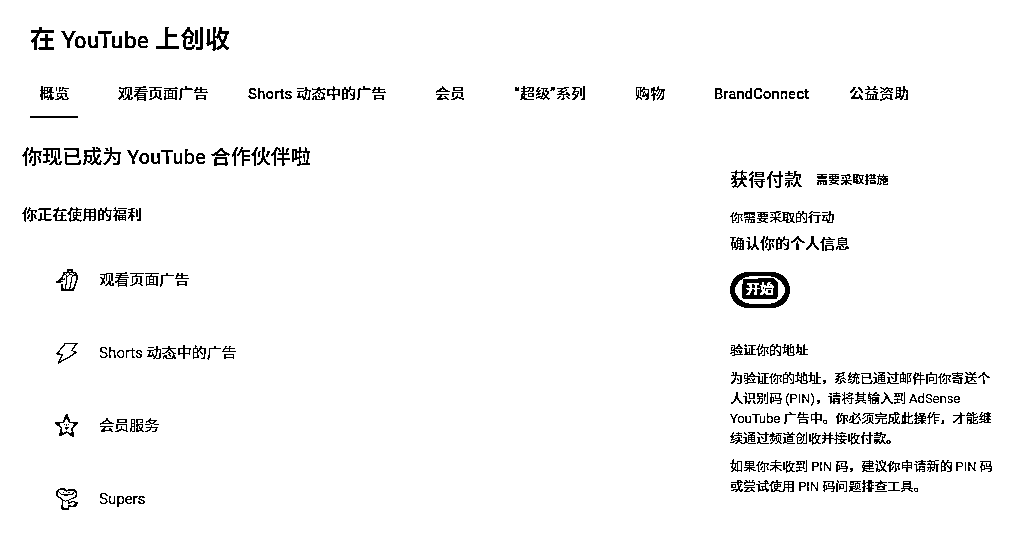 在 YouTube 上创收
概览 观看页面广告 Shorts 动态中的广告 会员 “超级”系列 购物 BrandConnect 公益资助
你现已成为 YouTube 合作伙伴啦
你正在使用的福利
观看页面广告
Shorts 动态中的广告
会员服务
Supers
获得付款 需要采取措施
你需要采取的行动
确认你的个人信息
开始
验证你的地址
为验证你的地址，系统已通过邮件向你寄送个
人识别码 (PIN)，请将其输入到 AdSense
YouTube 广告中。你必须完成此操作，才能继
续通过频道创收并接收付款。
如果你未收到 PIN 码，建议你申请新的 PIN 码
或尝试使用 PIN 码问题排查工具。